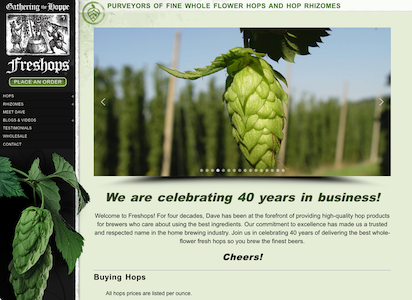 Gathering the Hoppe
Freshops
PLACE AN ORDER
HOPS
RHIZOMES
MEET DAVE
BLOGS & VIDEOS
TESTIMONIALS
WHOLESALE
CONTACT
PURVEYORS OF FINE WHOLE FLOWER HOPS AND HOP RHIZOMES
We are celebrating 40 years in business!
Welcome to Freshops! For four decades, Dave has been at the forefront of providing high-quality hop products
for brewers who care about using the best ingredients. Our commitment to excellence has made us a trusted
and respected name in the home brewing industry. Join us in celebrating 40 years of delivering the best whole-
flower fresh hops so you brew the finest beers.
Cheers!
Buying Hops
All hops prices are listed per ounce.